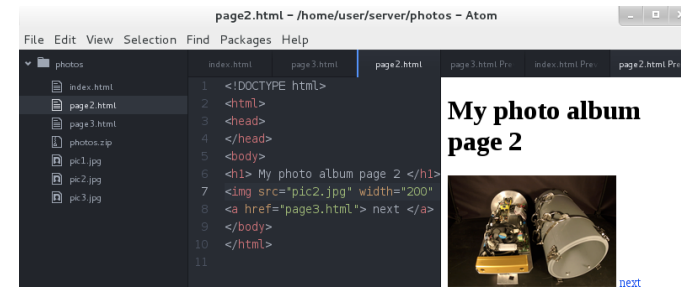 page2.html – /home/user/server/photos – Atom
File Edit View Selection Find Packages Help
photos
index.html
page2.html
page3.html
photos.zip
pic1.jpg
pic2.jpg
pic3.jpg
index.html page3.html page2.html page3.html Pre index.html Pre page2.html Pre
1 <!DOCTYPE html>
2 <html>
3 <head>
4 </head>
5 <body>
6 <h1> My photo album page 2 </h1>
7 <img src="pic2.jpg" width="200"
8 <a href="page3.html"> next </a>
9 </body>
10 </html>
11
My photo album
page 2
next